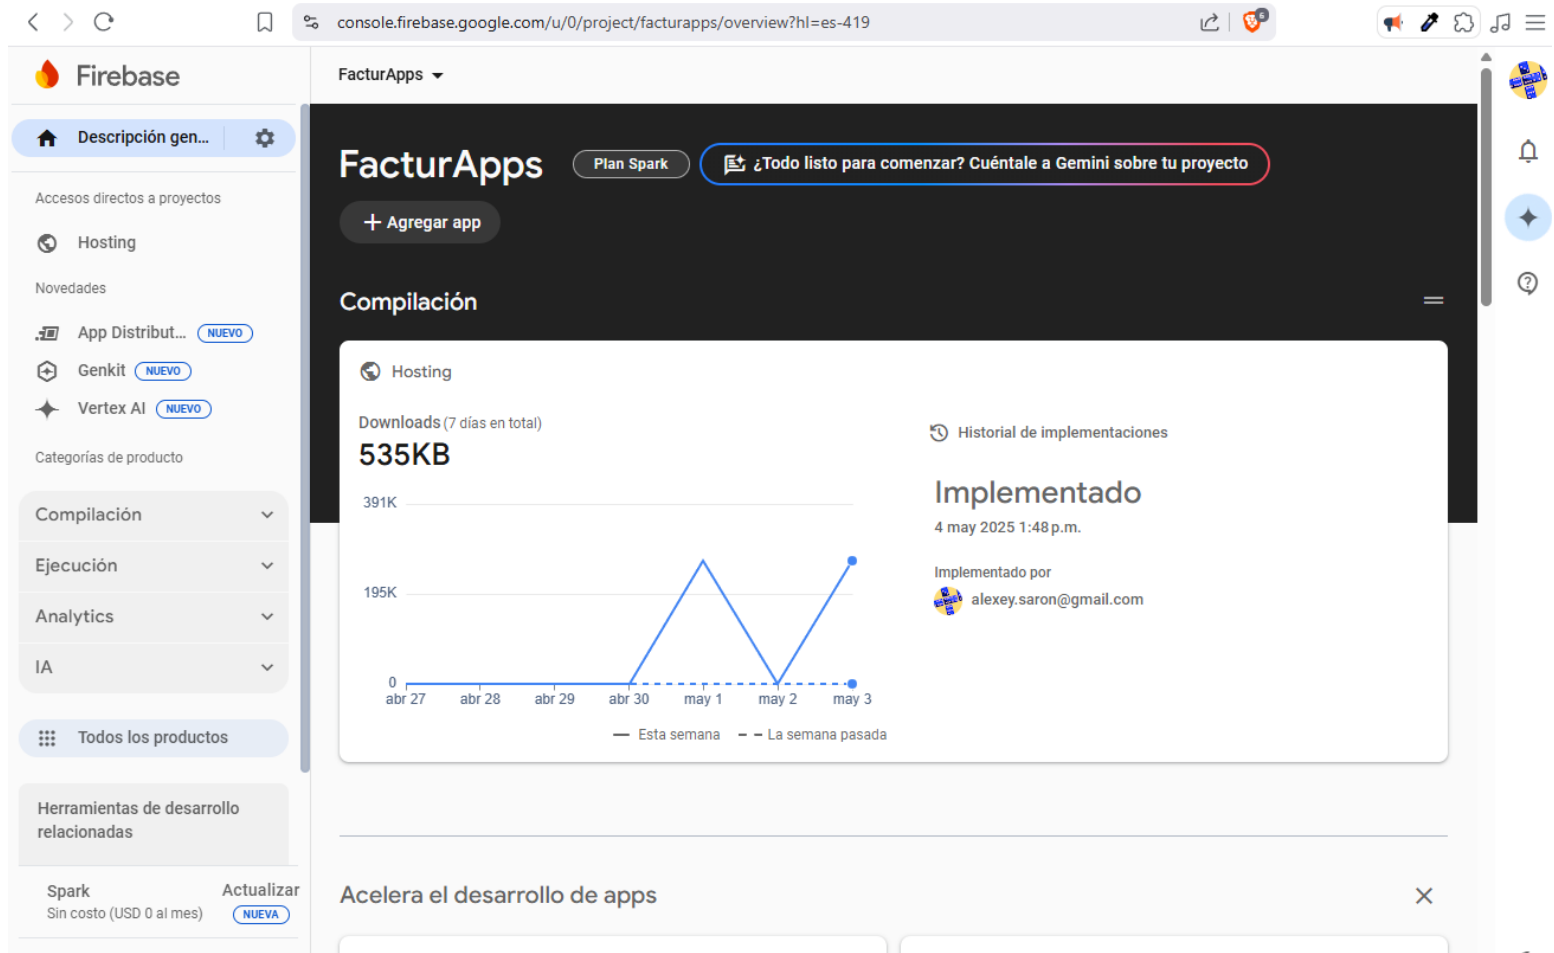 console.firebase.google.com/u/0/project/facturapps/overview?hl=es-419
6
Firebase
FacturApps
Descripción gen...
FacturApps
Plan Spark
¿Todo listo para comenzar? Cuéntale a Gemini sobre tu proyecto
Agregar app
Accesos directos a proyectos
Hosting
Novedades
App Distribut... NUEVO
Genkit NUEVO
Vertex AI NUEVO
Categorías de producto
Compilación
Ejecución
Analytics
IA
Todos los productos
Herramientas de desarrollo
relacionadas
Spark
Sin costo (USD 0 al mes)
Actualizar
NUEVA
Compilación
Hosting
Downloads (7 días en total)
535KB
391K
195K
0
abr 27 abr 28 abr 29 abr 30 may 1 may 2 may 3
Esta semana La semana pasada
Historial de implementaciones
Implementado
4 may 2025 1:48 p.m.
Implementado por
alexey.saron@gmail.com
Acelera el desarrollo de apps